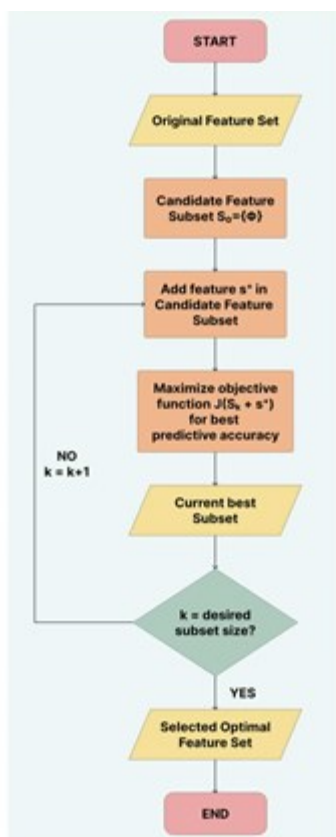 START
Original Feature Set
Candidate Feature
Subset S₀={Φ}
Add feature s* in
Candidate Feature
Subset
Maximize objective
function J(Sₖ + s*)
for best
predictive accuracy
NO
k = k+1
Current best
Subset
k = desired
subset size?
YES
Selected Optimal
Feature Set
END